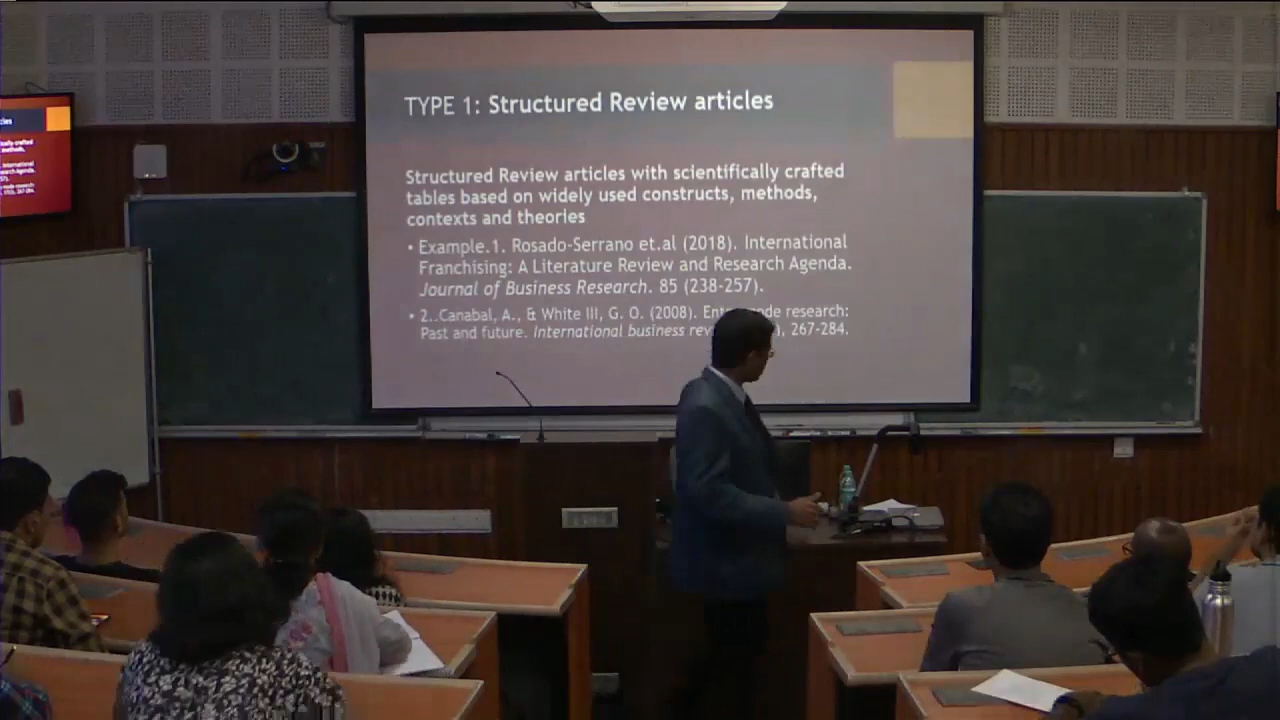 TYPE 1: Structured Review articles
Structured Review articles with scientifically crafted
tables based on widely used constructs, methods,
contexts and theories
• Example.1. Rosado-Serrano et.al (2018). International
Franchising: A Literature Review and Research Agenda.
Journal of Business Research. 85 (238-257).
• 2..Canabal, A., & White III, G. O. (2008). research:
Past and future. International business 267-284.